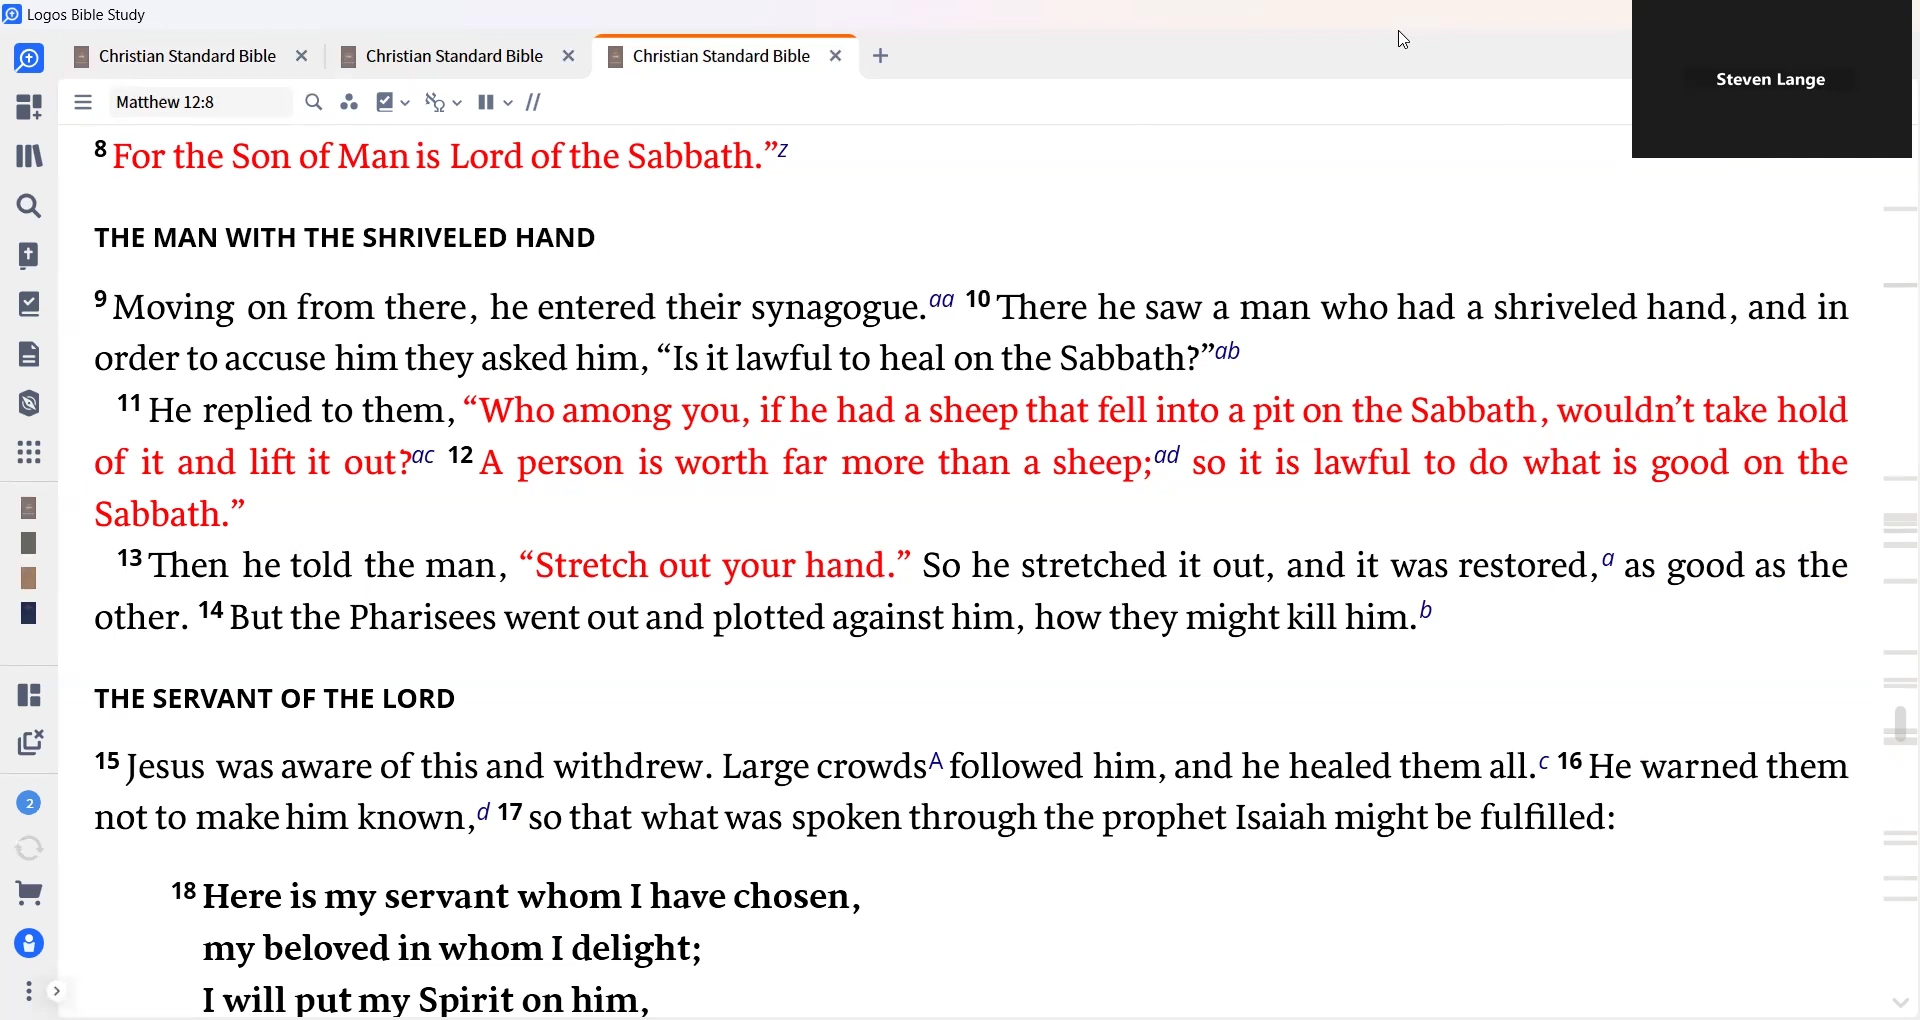 Logos Bible Study
Christian Standard Bible
Christian Standard Bible
Christian Standard Bible
Steven Lange
Matthew 12:8
8 For the Son of Man is Lord of the Sabbath.”z
THE MAN WITH THE SHRIVELED HAND
9 Moving on from there, he entered their synagogue.aa 10 There he saw a man who had a shriveled hand, and in
order to accuse him they asked him, “Is it lawful to heal on the Sabbath?”ab
11 He replied to them, “Who among you, if he had a sheep that fell into a pit on the Sabbath, wouldn’t take hold
of it and lift it out?ac 12 A person is worth far more than a sheep;ad so it is lawful to do what is good on the
Sabbath.”
13 Then he told the man, “Stretch out your hand.” So he stretched it out, and it was restored,a as good as the
other. 14 But the Pharisees went out and plotted against him, how they might kill him.b
THE SERVANT OF THE LORD
15 Jesus was aware of this and withdrew. Large crowdsA followed him, and he healed them all.c 16 He warned them
not to make him known,d 17 so that what was spoken through the prophet Isaiah might be fulfilled:
2
18 Here is my servant whom I have chosen,
my beloved in whom I delight;
I will put my Spirit on him,